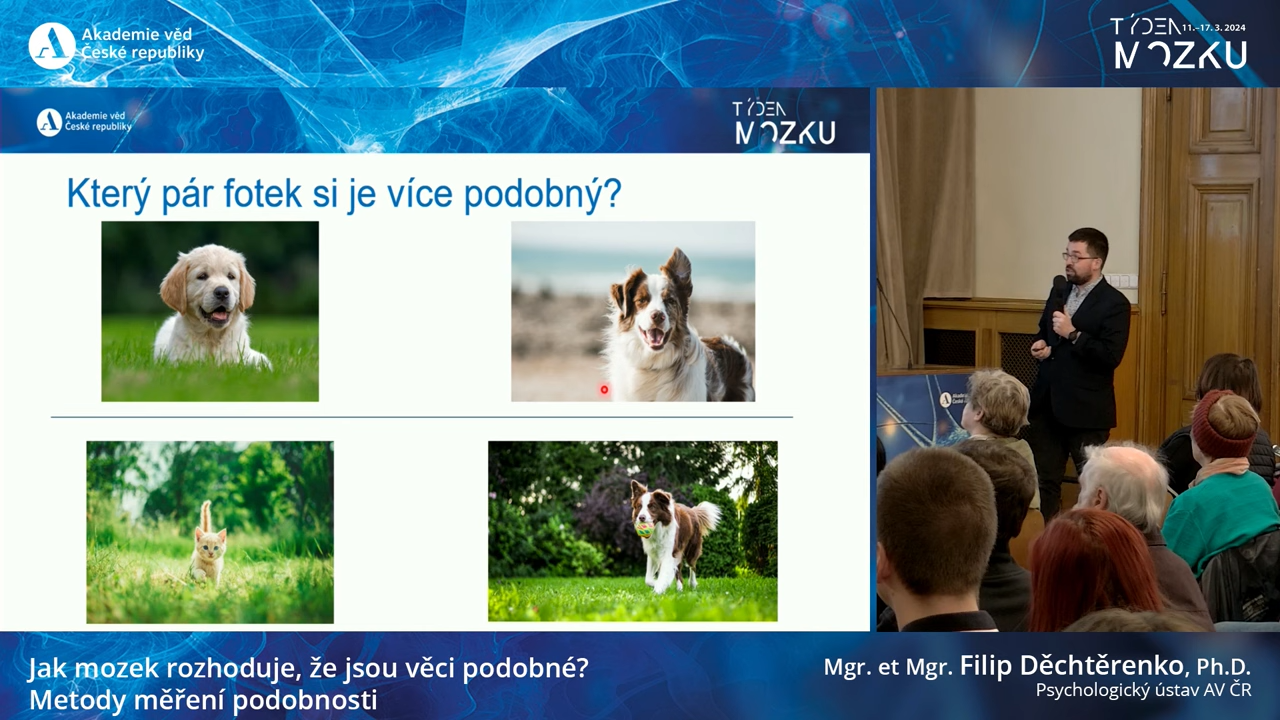 Akademie věd
České republiky
TÝDEN 11.–17. 3. 2024
MOZKU
Akademie věd
České republiky
TÝDEN
MOZKU
Který pár fotek si je více podobný?
Akademie
Jak mozek rozhoduje, že jsou věci podobné?
Metody měření podobnosti
Mgr. et Mgr. Filip Děchtěrenko, Ph.D.
Psychologický ústav AV ČR